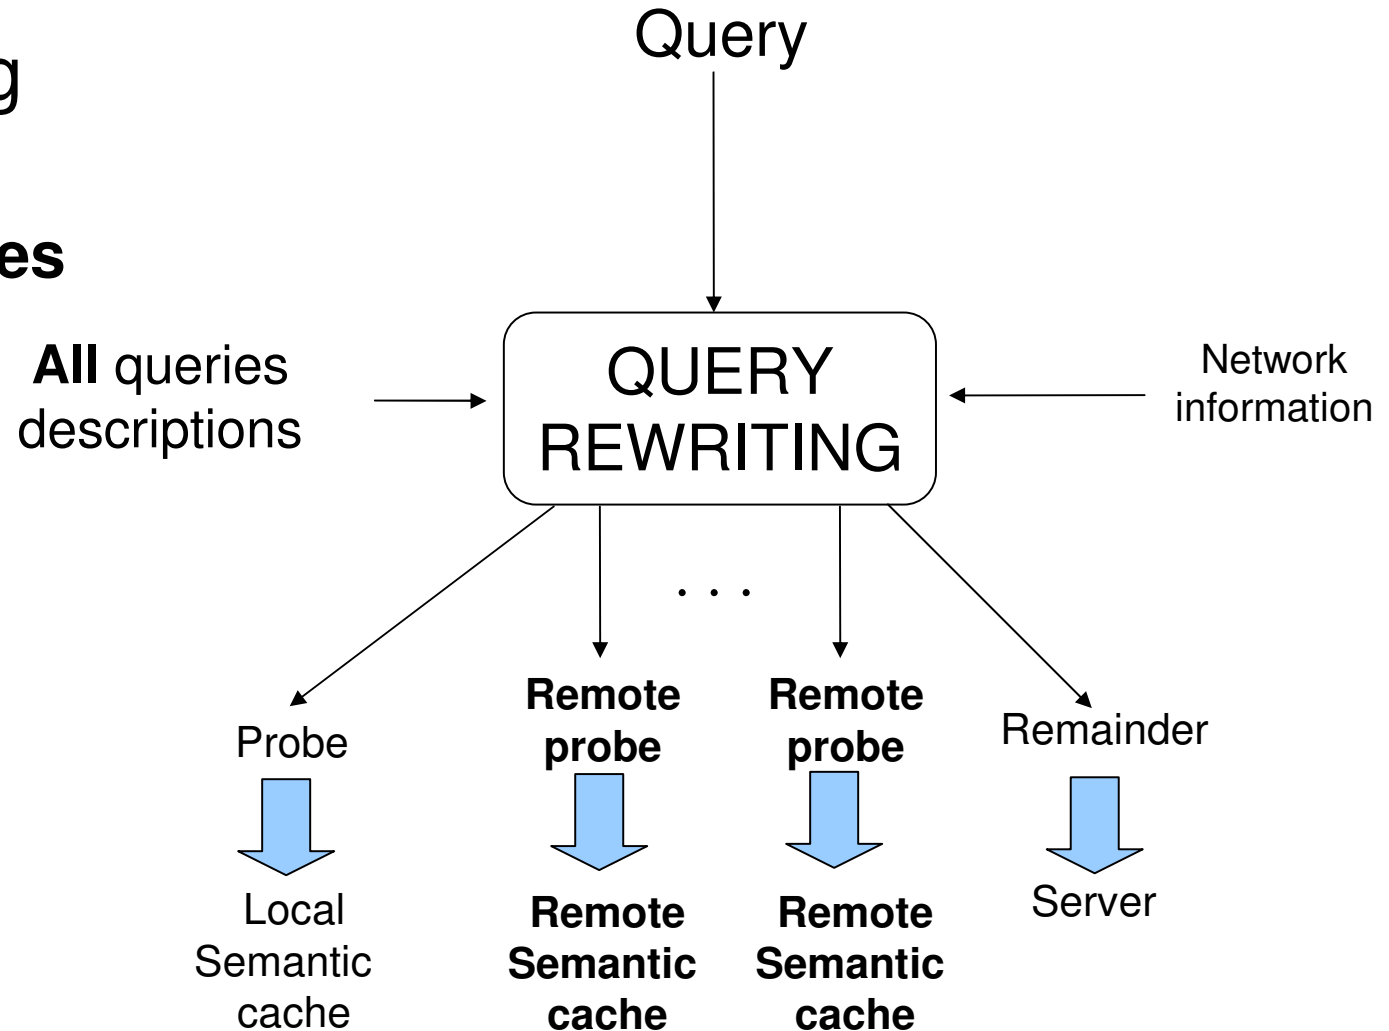 Query
g
es
All queries
descriptions
QUERY
REWRITING
Network
information
. . .
Probe
Remote
probe
Remote
probe
Remainder
Local
Semantic
cache
Remote
Semantic
cache
Remote
Semantic
cache
Server